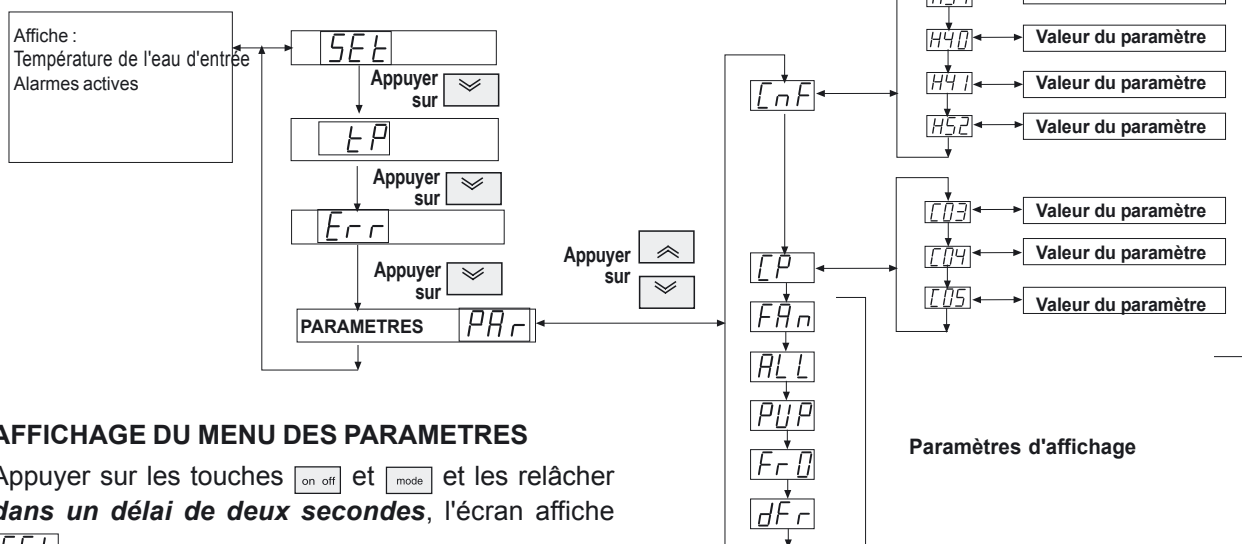 Affiche :
Température de l'eau d'entrée
Alarmes actives
SEt
Appuyer
sur
tP
Appuyer
sur
Err
Appuyer
sur
PARAMETRES PAr
Appuyer
sur
CnF
CP
FAn
ALL
PUP
Fr0
dFr
H40 Valeur du paramètre
H41 Valeur du paramètre
H52 Valeur du paramètre
C03 Valeur du paramètre
C04 Valeur du paramètre
C05 Valeur du paramètre
Paramètres d'affichage
AFFICHAGE DU MENU DES PARAMETRES
Appuyer sur les touches on off et mode et les relâcher
dans un délai de deux secondes, l'écran affiche